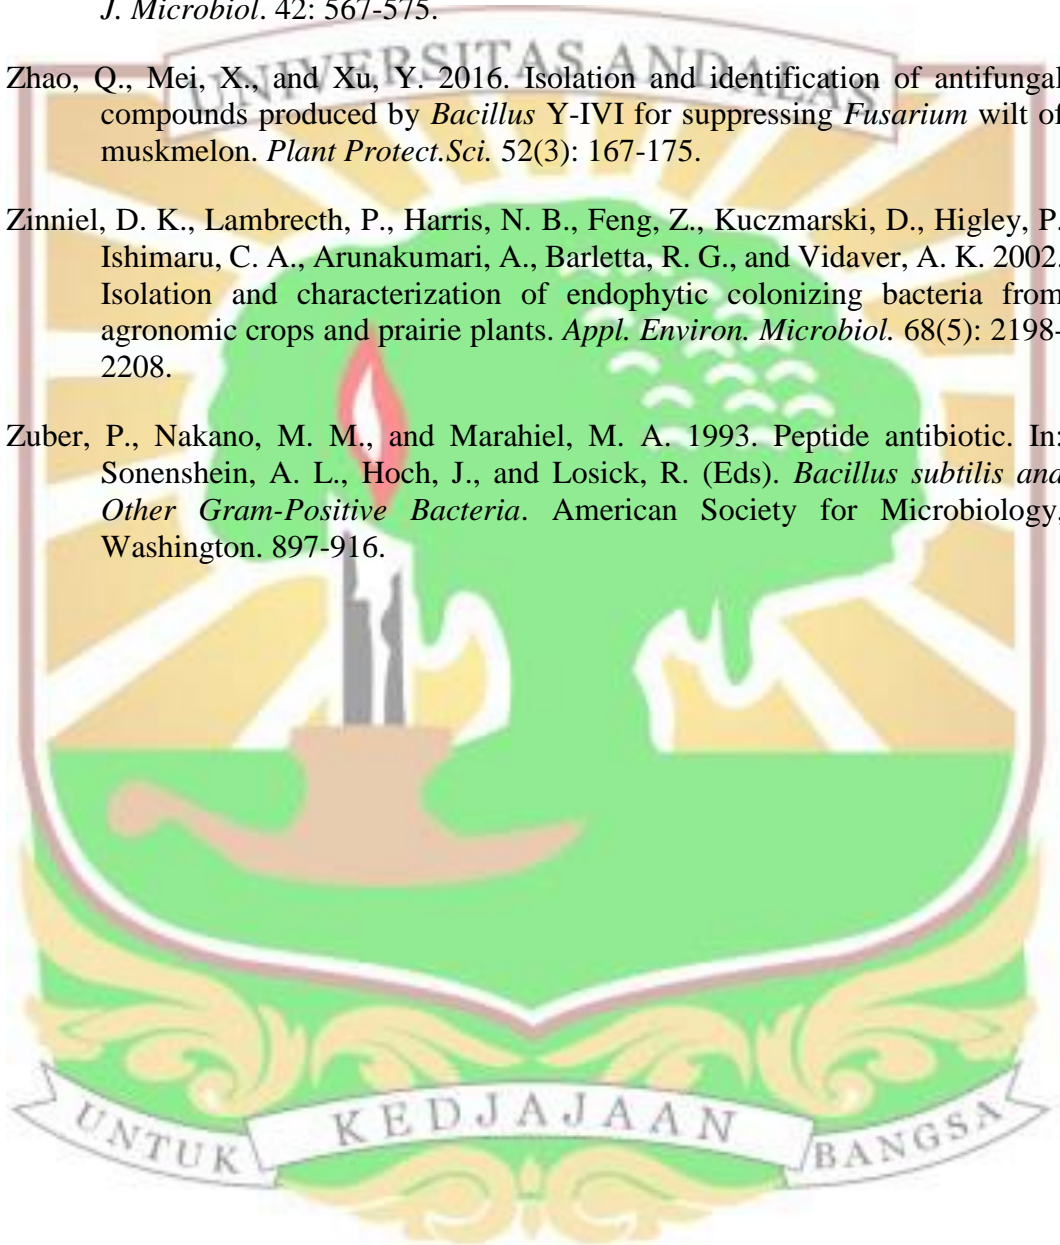 J. Microbiol. 42: 567-575.
UNIVERSITAS ANDALAS
Zhao, Q., Mei, X., and Xu, Y. 2016. Isolation and identification of antifungal
compounds produced by Bacillus Y-IVI for suppressing Fusarium wilt of
muskmelon. Plant Protect.Sci. 52(3): 167-175.
Zinniel, D. K., Lambrecth, P., Harris, N. B., Feng, Z., Kuczmarski, D., Higley, P.
Ishimaru, C. A., Arunakumari, A., Barletta, R. G., and Vidaver, A. K. 2002.
Isolation and characterization of endophytic colonizing bacteria from
agronomic crops and prairie plants. Appl. Environ. Microbiol. 68(5): 2198-
2208.
Zuber, P., Nakano, M. M., and Marahiel, M. A. 1993. Peptide antibiotic. In:
Sonenshein, A. L., Hoch, J., and Losick, R. (Eds). Bacillus subtilis and
Other Gram-Positive Bacteria. American Society for Microbiology,
Washington. 897-916.
UNTUK KEDJAJAAN BANGSA